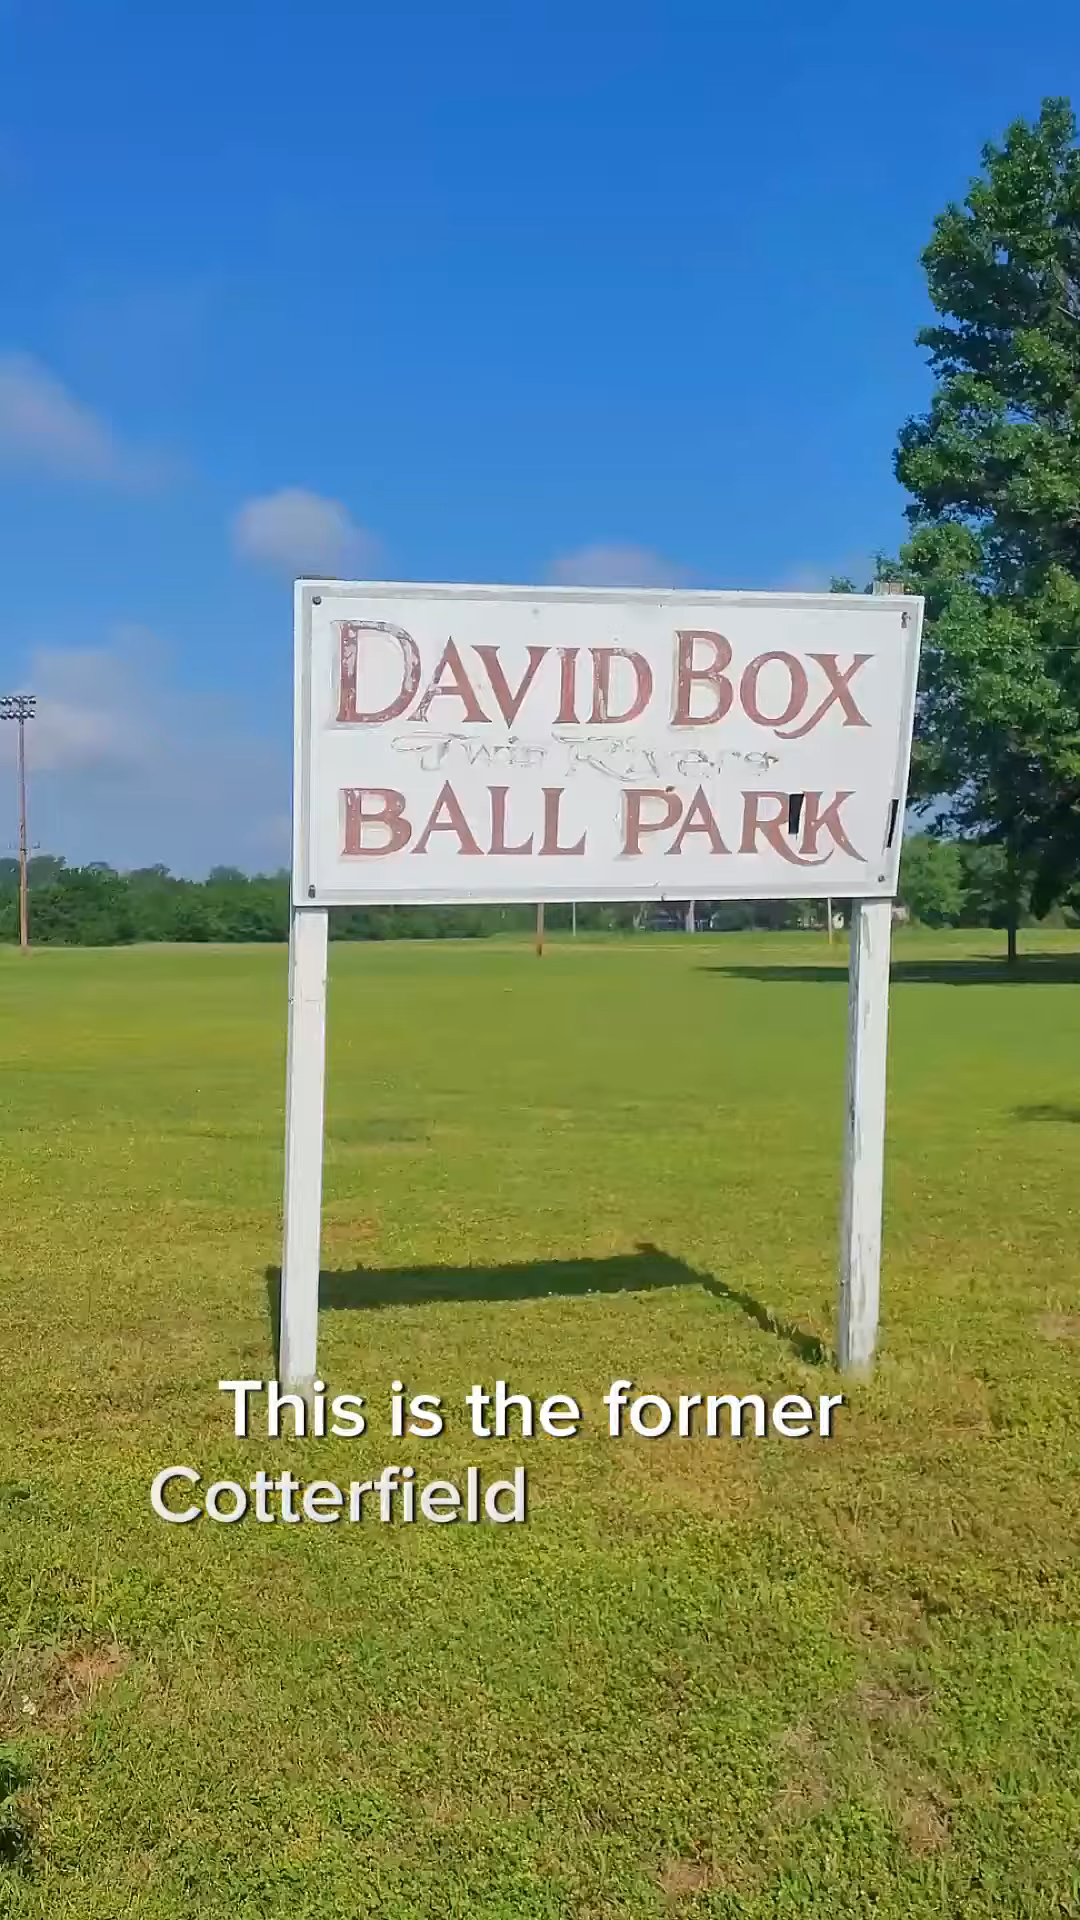 DAVID BOX
Twin Rivers
BALL PARK
This is the former
Cotterfield